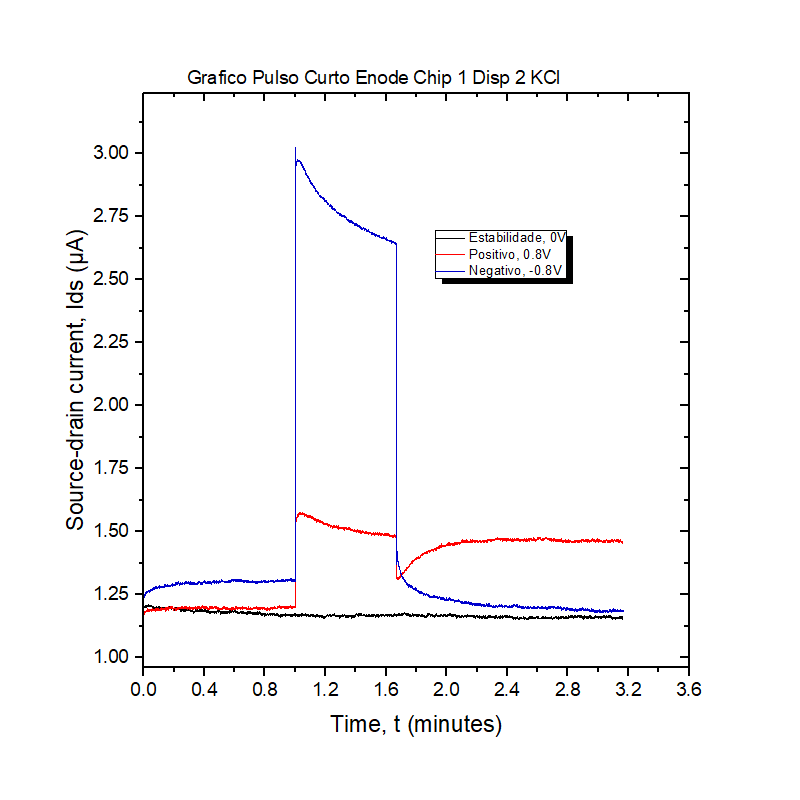 Grafico Pulso Curto Enode Chip 1 Disp 2 KCl
3.00
2.75
2.50
2.25
2.00
1.75
1.50
1.25
1.00
Source-drain current, Ids (µA)
Estabilidade, 0V
Positivo, 0.8V
Negativo, -0.8V
0.0 0.4 0.8 1.2 1.6 2.0 2.4 2.8 3.2 3.6
Time, t (minutes)